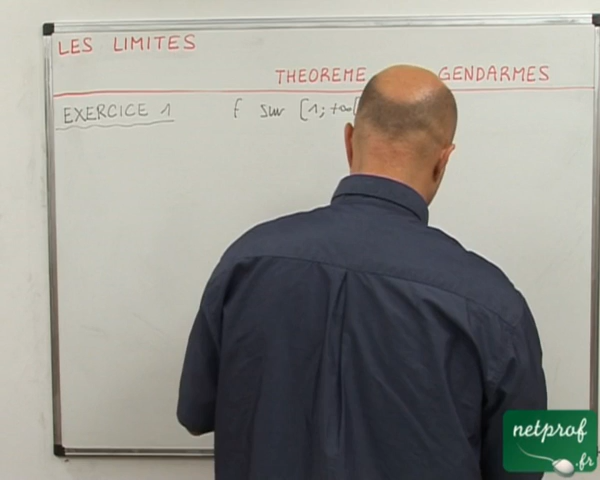 LES LIMITES
THEOREME GENDARMES
EXERCICE 1 f sur [1; +∞[
netprof
.fr